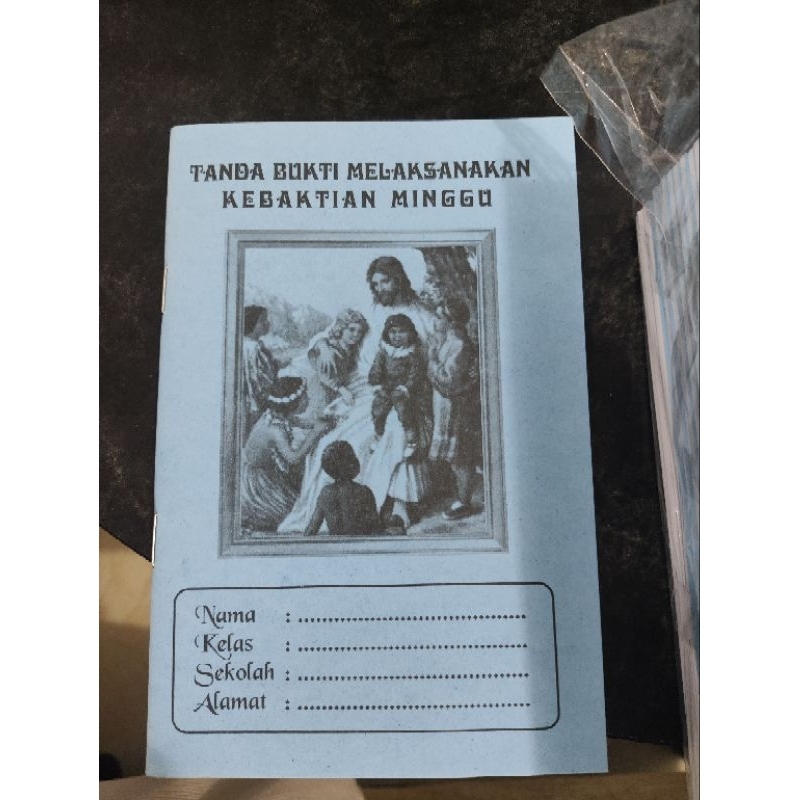 TANDA BUKTI MELAKSANAKAN
KEBAKTIAN MINGGU
Nama : ......................................
Kelas : ......................................
Sekolah : ......................................
Alamat : ......................................